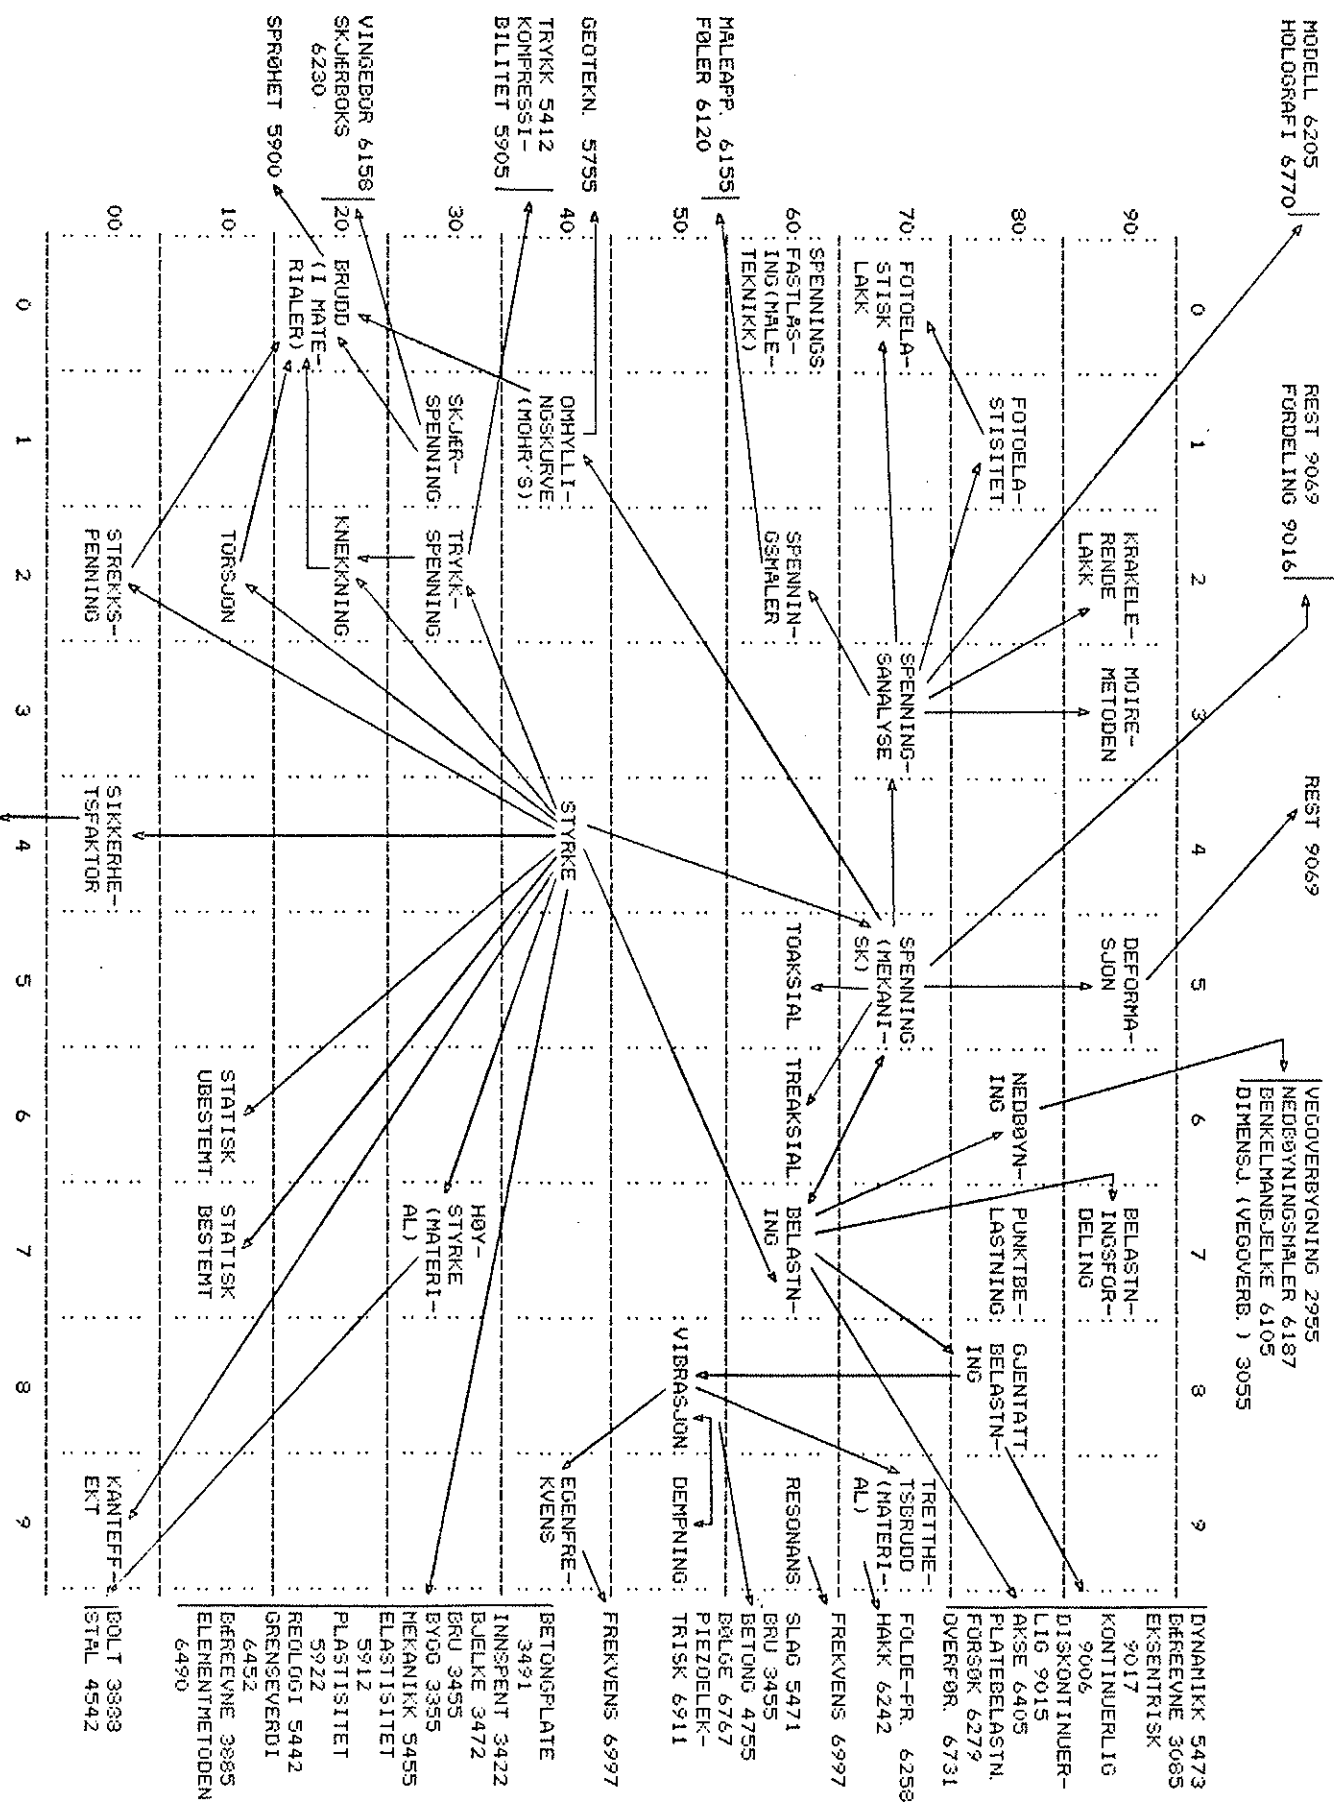 MODELL 6205
HOLOGRAFI 6770
REST 9069
FORDELING 9016
REST 9069
VEGOVERBYGNING 2955
NEDBØYNINGSMÅLER 6187
BENKELMANBJELKE 6105
DIMENSJ. (VEGOVERB.) 3055
MÅLEAPP. 6155
FØLER 6120
GEOTEKN. 5755
TRYKK 5412
KOMPRESSI-
BILITET 5905
VINGEBOR 6158
SKJÆRBOKS
6230
SPRØHET 5900
90:
80:
70:
60:
50:
40:
30:
20:
10:
00:
0
1
2
3
4
5
6
7
8
9
KRAKELE-
RENDE
LAKK
MOIRE-
METODEN
DEFORMA-
SJON
BELASTN-
INGSFOR-
DELING
FOTOELA-
STISITET
NEDBØYN-
ING
PUNKTBE-
LASTNING
GJENTATT
BELASTN-
ING
FOTOELA-
STISK
LAKK
SPENNING-
SANALYSE
SPENNING
(MEKANI-
SK)
TRETTHE-
TSBRUDD
(MATERI-
AL)
SPENNINGS
FASTLÅS-
ING(MÅLE-
TEKNIKK)
SPENNIN-
GSMÅLER
TOAKSIAL
TREAKSIAL
BELASTN-
ING
RESONANS
VIBRASJON
DEMPNING
OMHYLLI-
NGSKURVE
(MOHR'S)
STYRKE
EGENFRE-
KVENS
SKJÆR-
SPENNING
TRYKK-
SPENNING
HØY-
STYRKE
(MATERI-
AL)
BRUDD
(I MATE-
RIALER)
KNEKKNING
TORSJON
STATISK
UBESTEMT
STATISK
BESTEMT
STREKKS-
PENNING
SIKKERHE-
TSFAKTOR
KANTEFF-
EKT
DYNAMIKK 5473
BÆREEVNE 3085
EKSENTRISK
9017
KONTINUERLIG
9006
DISKONTINUER-
LIG 9015
AKSE 6405
PLATEBELASTN.
FORSØK 6279
OVERFØR. 6731
FOLDE-PR. 6258
HAKK 6242
FREKVENS 6997
SLAG 5471
BRU 3455
BETONG 4755
BØLGE 6767
PIEZOELEK-
TRISK 6911
FREKVENS 6997
BETONGPLATE
3491
INNSPENT 3422
BJELKE 3472
BRU 3455
BYGG 3355
MEKANIKK 5455
ELASTISITET
5912
PLASTISITET
5922
REOLOGI 5442
GRENSEVERDI
6452
BÆREEVNE 3085
ELEMENTMETODEN
6490
BOLT 3838
STÅL 4542